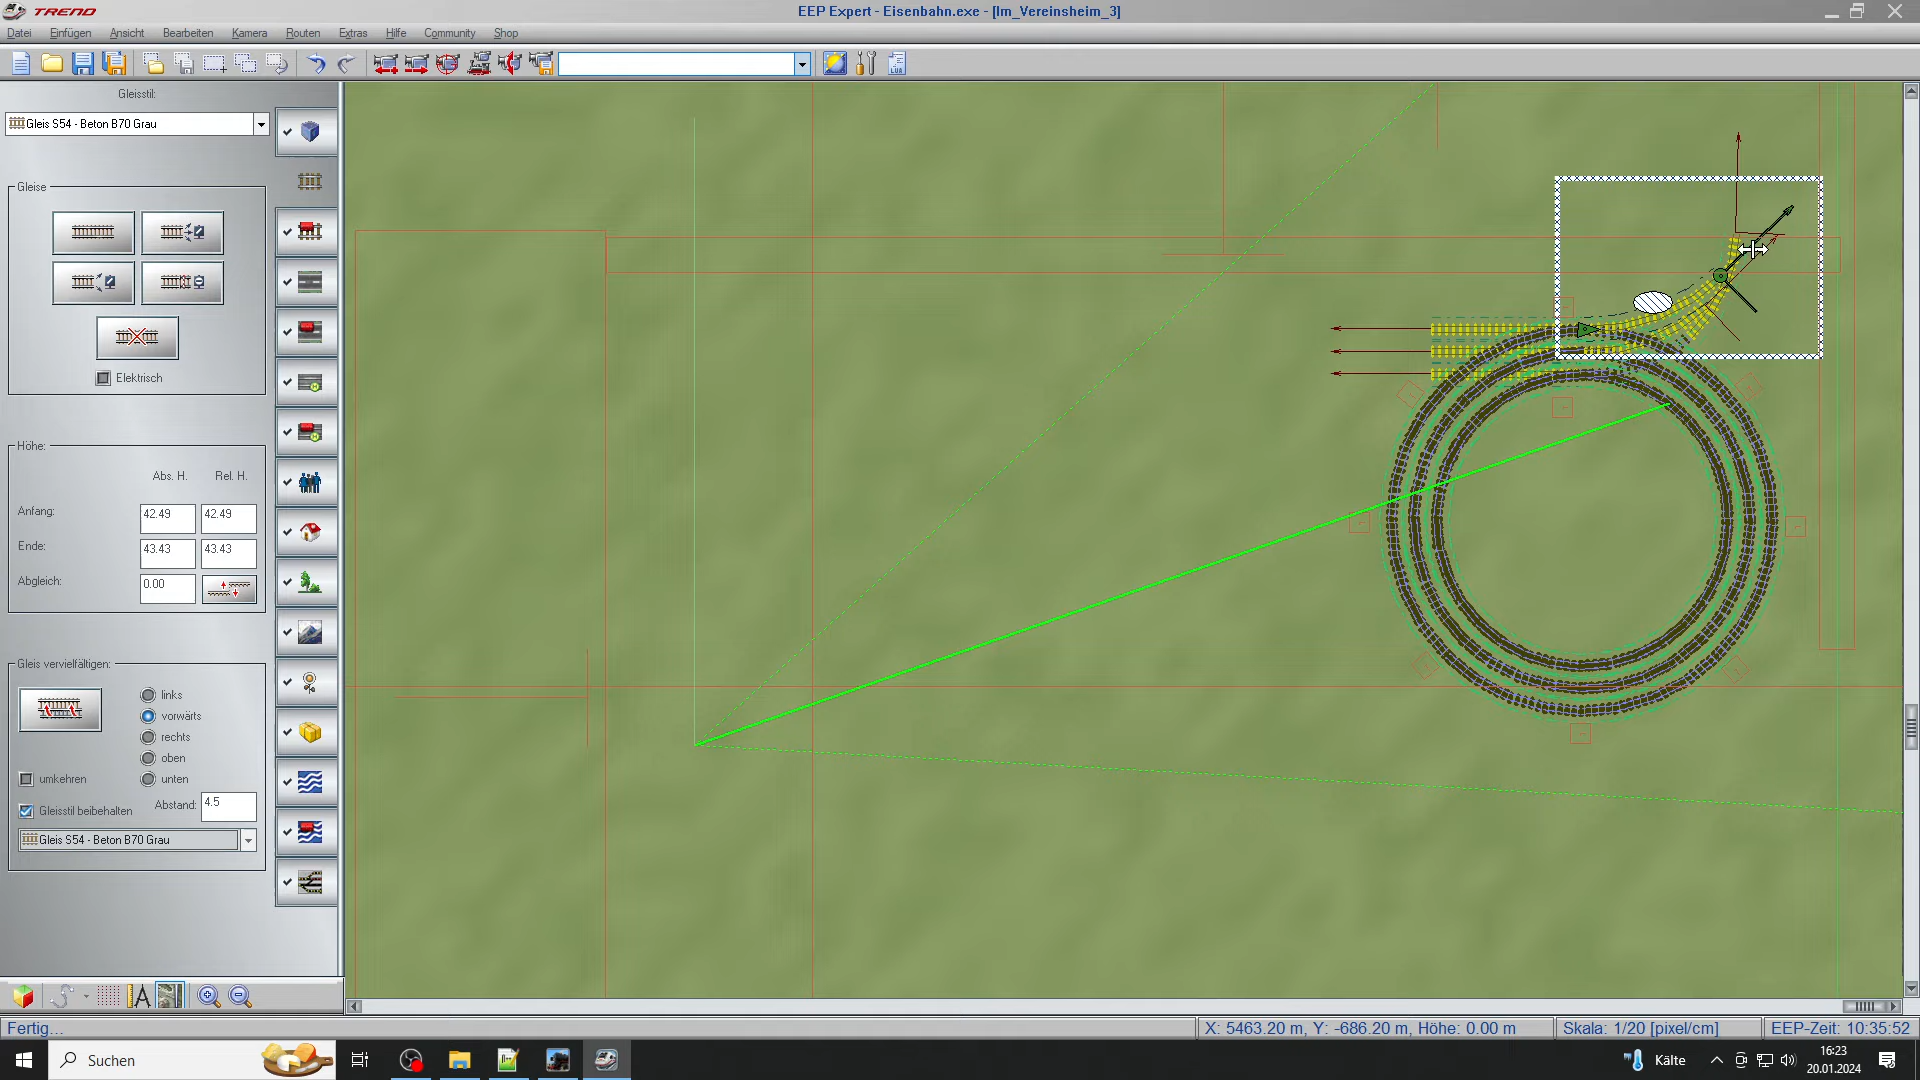 TREND
EEP Expert - Eisenbahn.exe - [Im_Vereinsheim_3]
Datei Einfügen Ansicht Bearbeiten Kamera Routen Extras Hilfe Community Shop
Gleisstil:
Gleis S54 - Beton B70 Grau
Gleise
Elektrisch
Höhe:
Abs. H. Rel. H.
Anfang: 42.49 42.49
Ende: 43.43 43.43
Abgleich: 0.00
Gleis vervielfältigen:
links
vorwärts
rechts
oben
umkehren unten
Gleisstil beibehalten Abstand: 4.5
Gleis S54 - Beton B70 Grau
Fertig...
X: 5463.20 m, Y: -686.20 m, Höhe: 0.00 m
Skala: 1/20 [pixel/cm]
EEP-Zeit: 10:35:52
Suchen
Kälte
16:23
20.01.2024